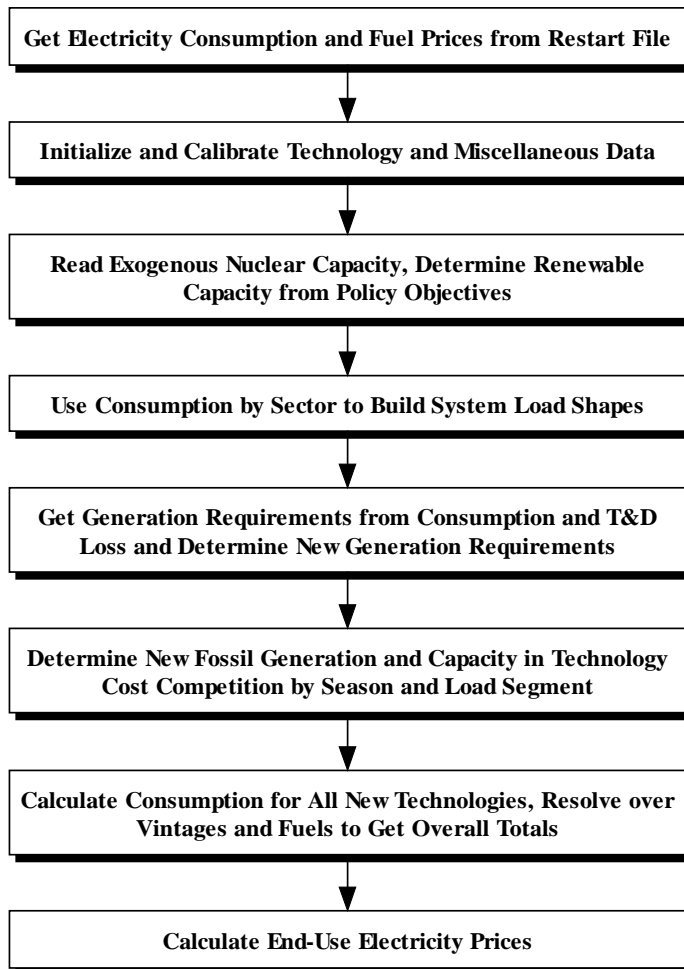 Get Electricity Consumption and Fuel Prices from Restart File
Initialize and Calibrate Technology and Miscellaneous Data
Read Exogenous Nuclear Capacity, Determine Renewable
Capacity from Policy Objectives
Use Consumption by Sector to Build System Load Shapes
Get Generation Requirements from Consumption and T&D
Loss and Determine New Generation Requirements
Determine New Fossil Generation and Capacity in Technology
Cost Competition by Season and Load Segment
Calculate Consumption for All New Technologies, Resolve over
Vintages and Fuels to Get Overall Totals
Calculate End-Use Electricity Prices